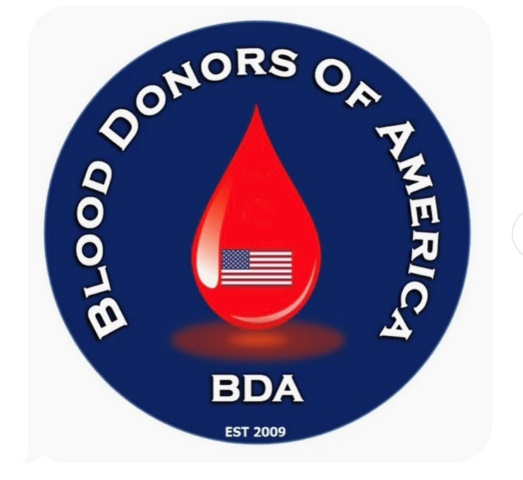 BLOOD DONORS OF AMERICA
BDA
EST 2009